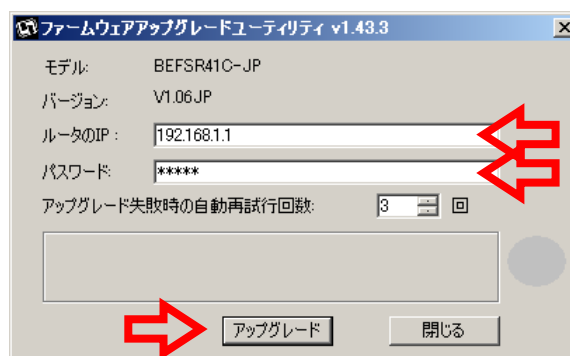 ファームウェアアップグレードユーティリティ v1.43.3
モデル: BEFSR41C-JP
バージョン: V1.06JP
ルータのIP : 192.168.1.1
パスワード: *****
アップグレード失敗時の自動再試行回数: 3 回
アップグレード 閉じる